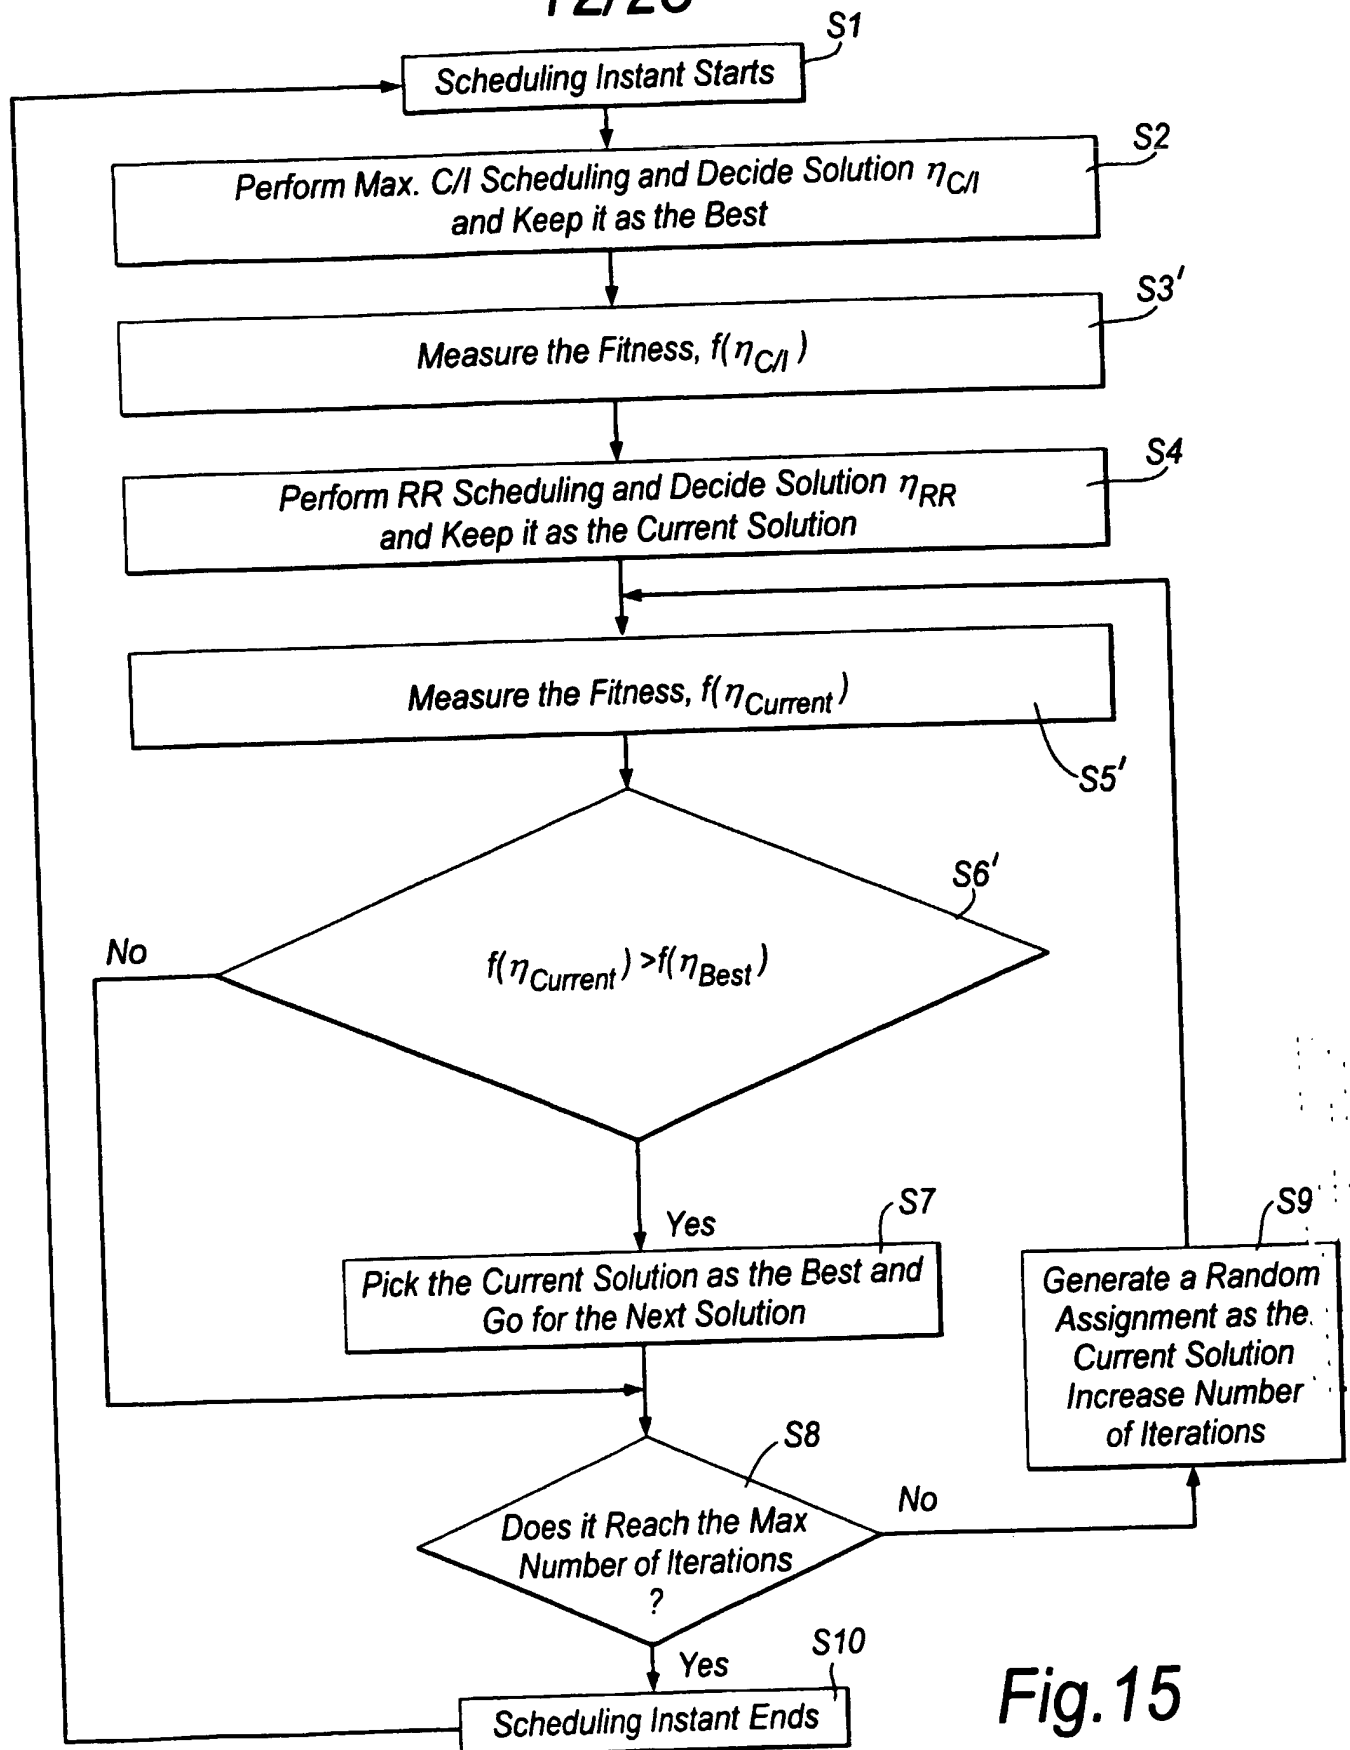 S1
Scheduling Instant Starts
S2
Perform Max. C/I Scheduling and Decide Solution ηC/I
and Keep it as the Best
S3'
Measure the Fitness, f(ηC/I)
S4
Perform RR Scheduling and Decide Solution ηRR
and Keep it as the Current Solution
Measure the Fitness, f(ηCurrent)
S5'
S6'
No
f(ηCurrent) >f(ηBest)
Yes
S7
Pick the Current Solution as the Best and
Go for the Next Solution
S9
Generate a Random
Assignment as the
Current Solution
Increase Number
of Iterations
S8
Does it Reach the Max
Number of Iterations
?
No
Yes
S10
Scheduling Instant Ends
Fig.15